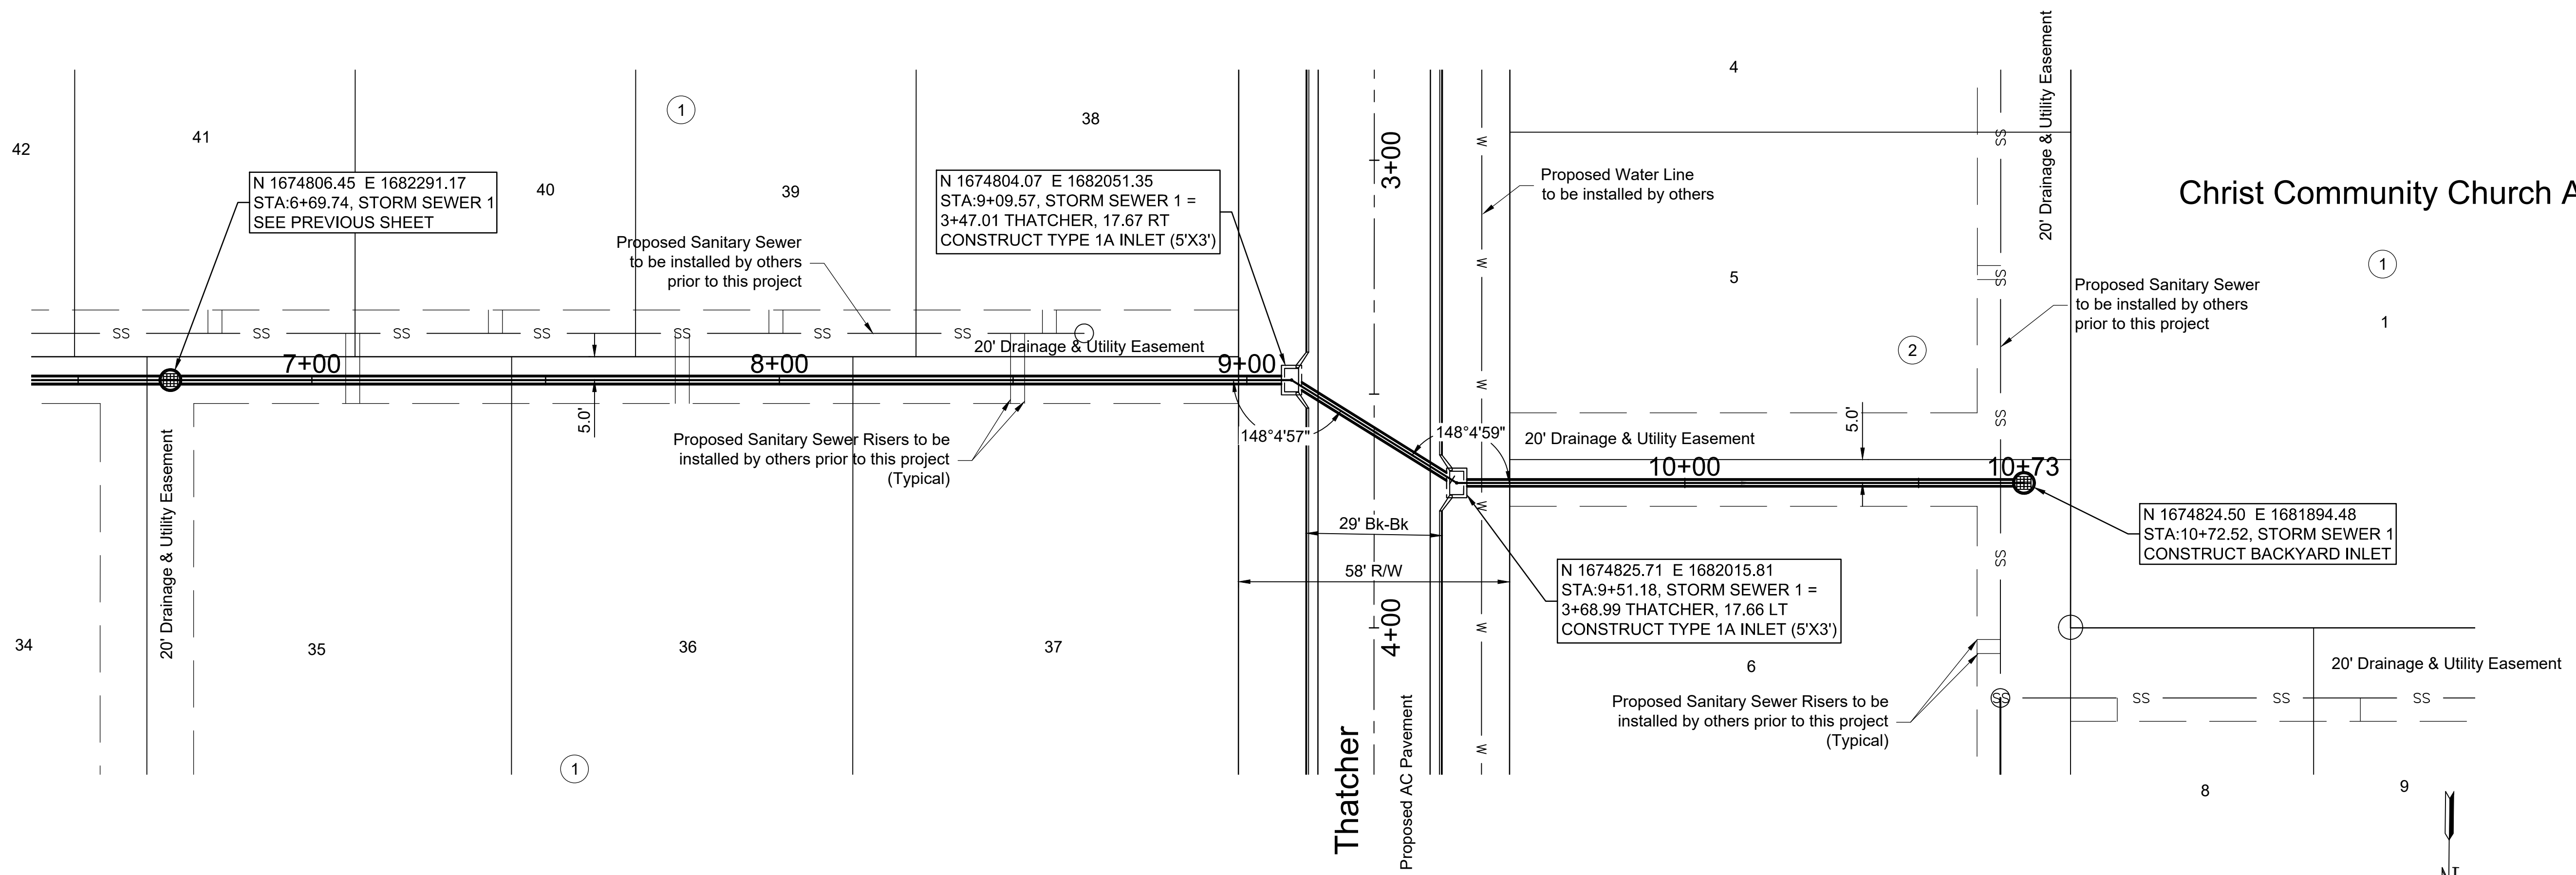 42
41
1
40
39
38
N 1674806.45  E 1682291.17
STA:6+69.74, STORM SEWER 1
SEE PREVIOUS SHEET
Proposed Sanitary Sewer
to be installed by others
prior to this project
N 1674804.07  E 1682051.35
STA:9+09.57, STORM SEWER 1 =
3+47.01 THATCHER, 17.67 RT
CONSTRUCT TYPE 1A INLET (5'X3')
SS SS SS SS SS SS SS
20' Drainage & Utility Easement
7+00
8+00
9+00
5.0'
148°4'57"
Proposed Sanitary Sewer Risers to be
installed by others prior to this project
(Typical)
20' Drainage & Utility Easement
34
35
36
37
1
3+00
148°4'59"
29' Bk-Bk
58' R/W
4+00
Thatcher
Proposed AC Pavement
W
W
W
W
W
W
Proposed Water Line
to be installed by others
4
5
2
20' Drainage & Utility Easement
5.0'
10+00
10+73
N 1674825.71  E 1682015.81
STA:9+51.18, STORM SEWER 1 =
3+68.99 THATCHER, 17.66 LT
CONSTRUCT TYPE 1A INLET (5'X3')
6
Proposed Sanitary Sewer Risers to be
installed by others prior to this project
(Typical)
SS
SS
SS
SS
SS
20' Drainage & Utility Easement
Christ Community Church A
1
1
Proposed Sanitary Sewer
to be installed by others
prior to this project
N 1674824.50  E 1681894.48
STA:10+72.52, STORM SEWER 1
CONSTRUCT BACKYARD INLET
20' Drainage & Utility Easement
SS SS SS
8
9